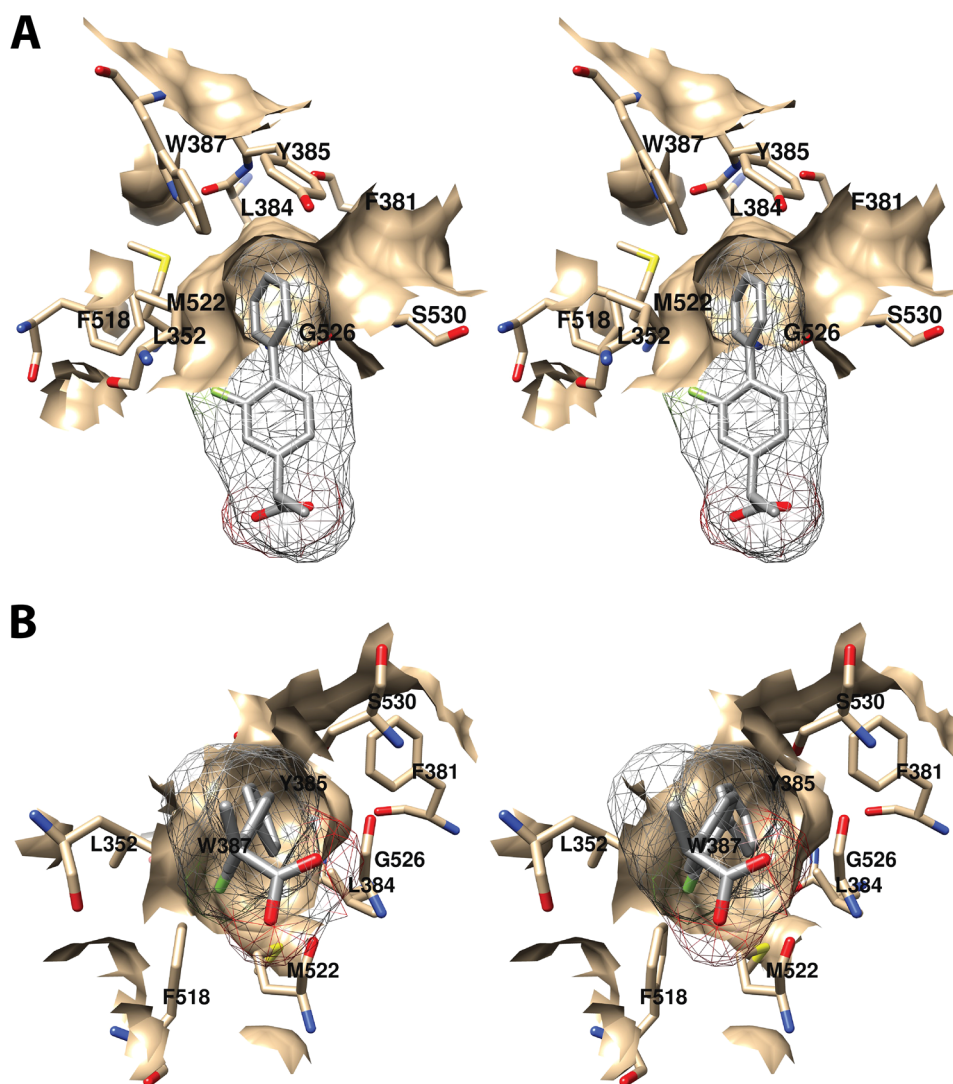 A
W387 Y385 W387 Y385
L384 F381 L384 F381
M522 M522
F518 L352 G526 S530 F518 L352 G526 S530
B
S530 S530
F381 F381
Y385 Y385
L352 W387 L352 W387
G526 G526
L384 L384
M522 M522
F518 F518